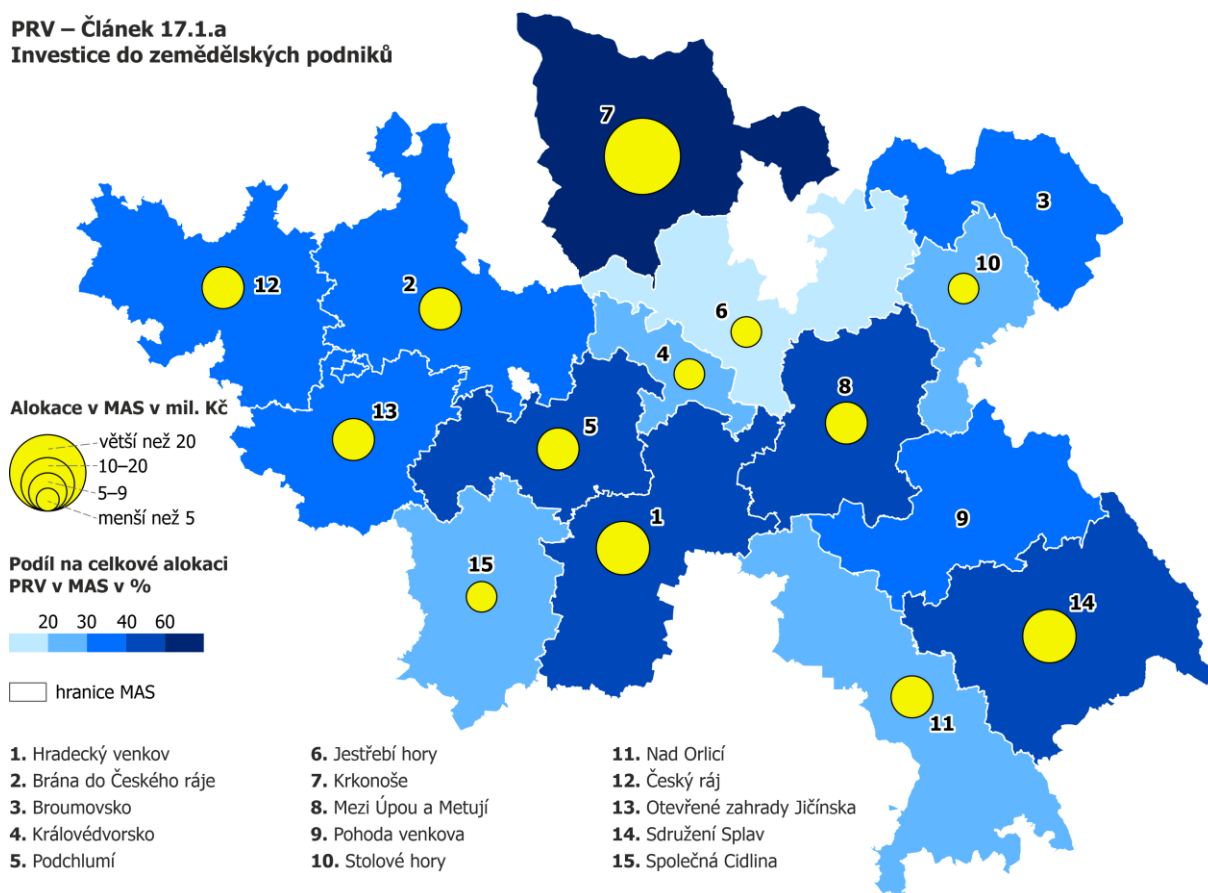 PRV – Článek 17.1.a
Investice do zemědělských podniků
7
3
12
2
10
6
4
8
13
5
Alokace v MAS v mil. Kč
větší než 20
10–20
5–9
menší než 5
1
9
15
14
11
Podíl na celkové alokaci
PRV v MAS v %
20 30 40 60
hranice MAS
1. Hradecký venkov
2. Brána do Českého ráje
3. Broumovsko
4. Královédvorsko
5. Podchlumí
6. Jestřebí hory
7. Krkonoše
8. Mezi Úpou a Metují
9. Pohoda venkova
10. Stolové hory
11. Nad Orlicí
12. Český ráj
13. Otevřené zahrady Jičínska
14. Sdružení Splav
15. Společná Cidlina